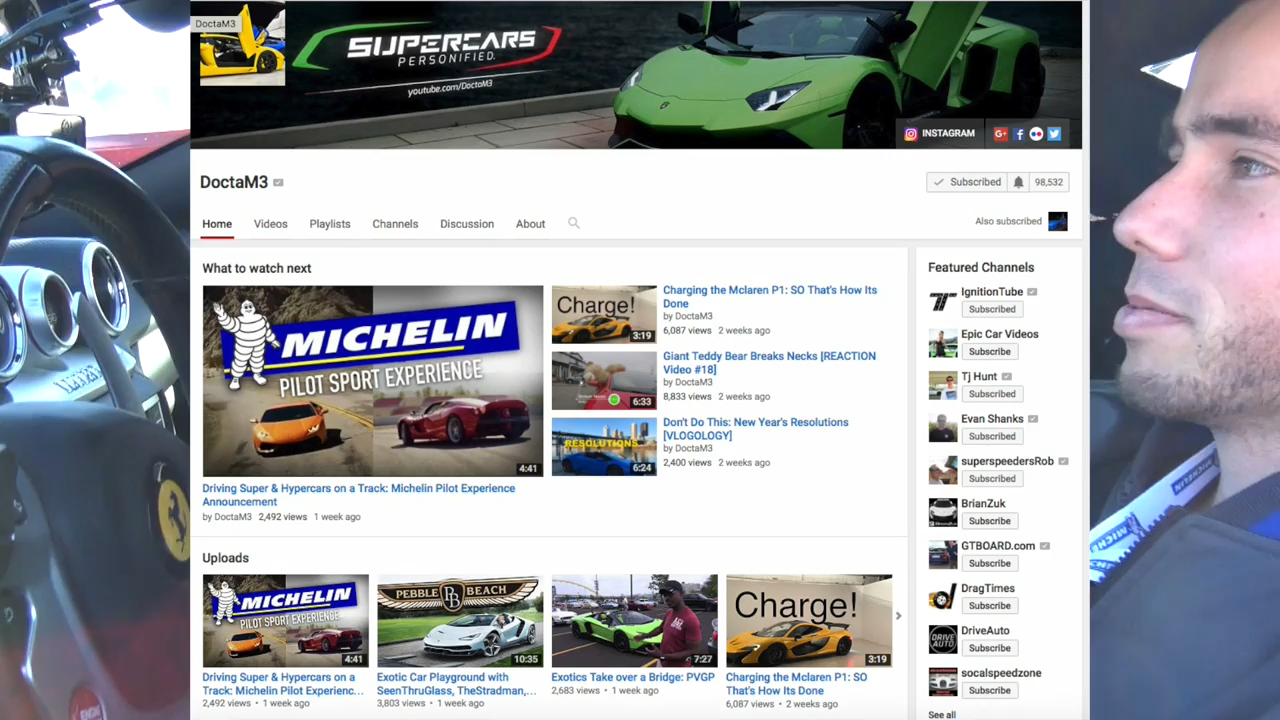 DoctaM3
SUPERCARS
PERSONIFIED.
youtube.com/DoctaM3
INSTAGRAM
DoctaM3
Subscribed
98,532
Home
Videos
Playlists
Channels
Discussion
About
Also subscribed
What to watch next
MICHELIN
PILOT SPORT EXPERIENCE
4:41
Driving Super & Hypercars on a Track: Michelin Pilot Experience
Announcement
by DoctaM3 2,492 views 1 week ago
Charge!
3:19
Charging the Mclaren P1: SO That's How Its
Done
by DoctaM3
6,087 views 2 weeks ago
6:33
Giant Teddy Bear Breaks Necks [REACTION
Video #18]
by DoctaM3
8,833 views 2 weeks ago
RESOLUTIONS
6:24
Don't Do This: New Year's Resolutions
[VLOGOLOGY]
by DoctaM3
2,400 views 2 weeks ago
Uploads
MICHELIN
PILOT SPORT EXPERIENCE
4:41
Driving Super & Hypercars on a
Track: Michelin Pilot Experienc...
2,492 views • 1 week ago
PEBBLE BEACH
PB
10:35
Exotic Car Playground with
SeenThruGlass, TheStradman,...
3,803 views • 1 week ago
7:27
Exotics Take over a Bridge: PVGP
2,683 views • 1 week ago
Charge!
3:19
Charging the Mclaren P1: SO
That's How Its Done
6,087 views • 2 weeks ago
Featured Channels
IgnitionTube
Subscribed
Epic Car Videos
Subscribe
Tj Hunt
Subscribe
Evan Shanks
Subscribed
superspeedersRob
Subscribed
BrianZuk
Subscribe
GTBOARD.com
Subscribe
DragTimes
Subscribe
DRIVE
AUTO
DriveAuto
Subscribe
socalspeedzone
Subscribe
See all
MICHELIN